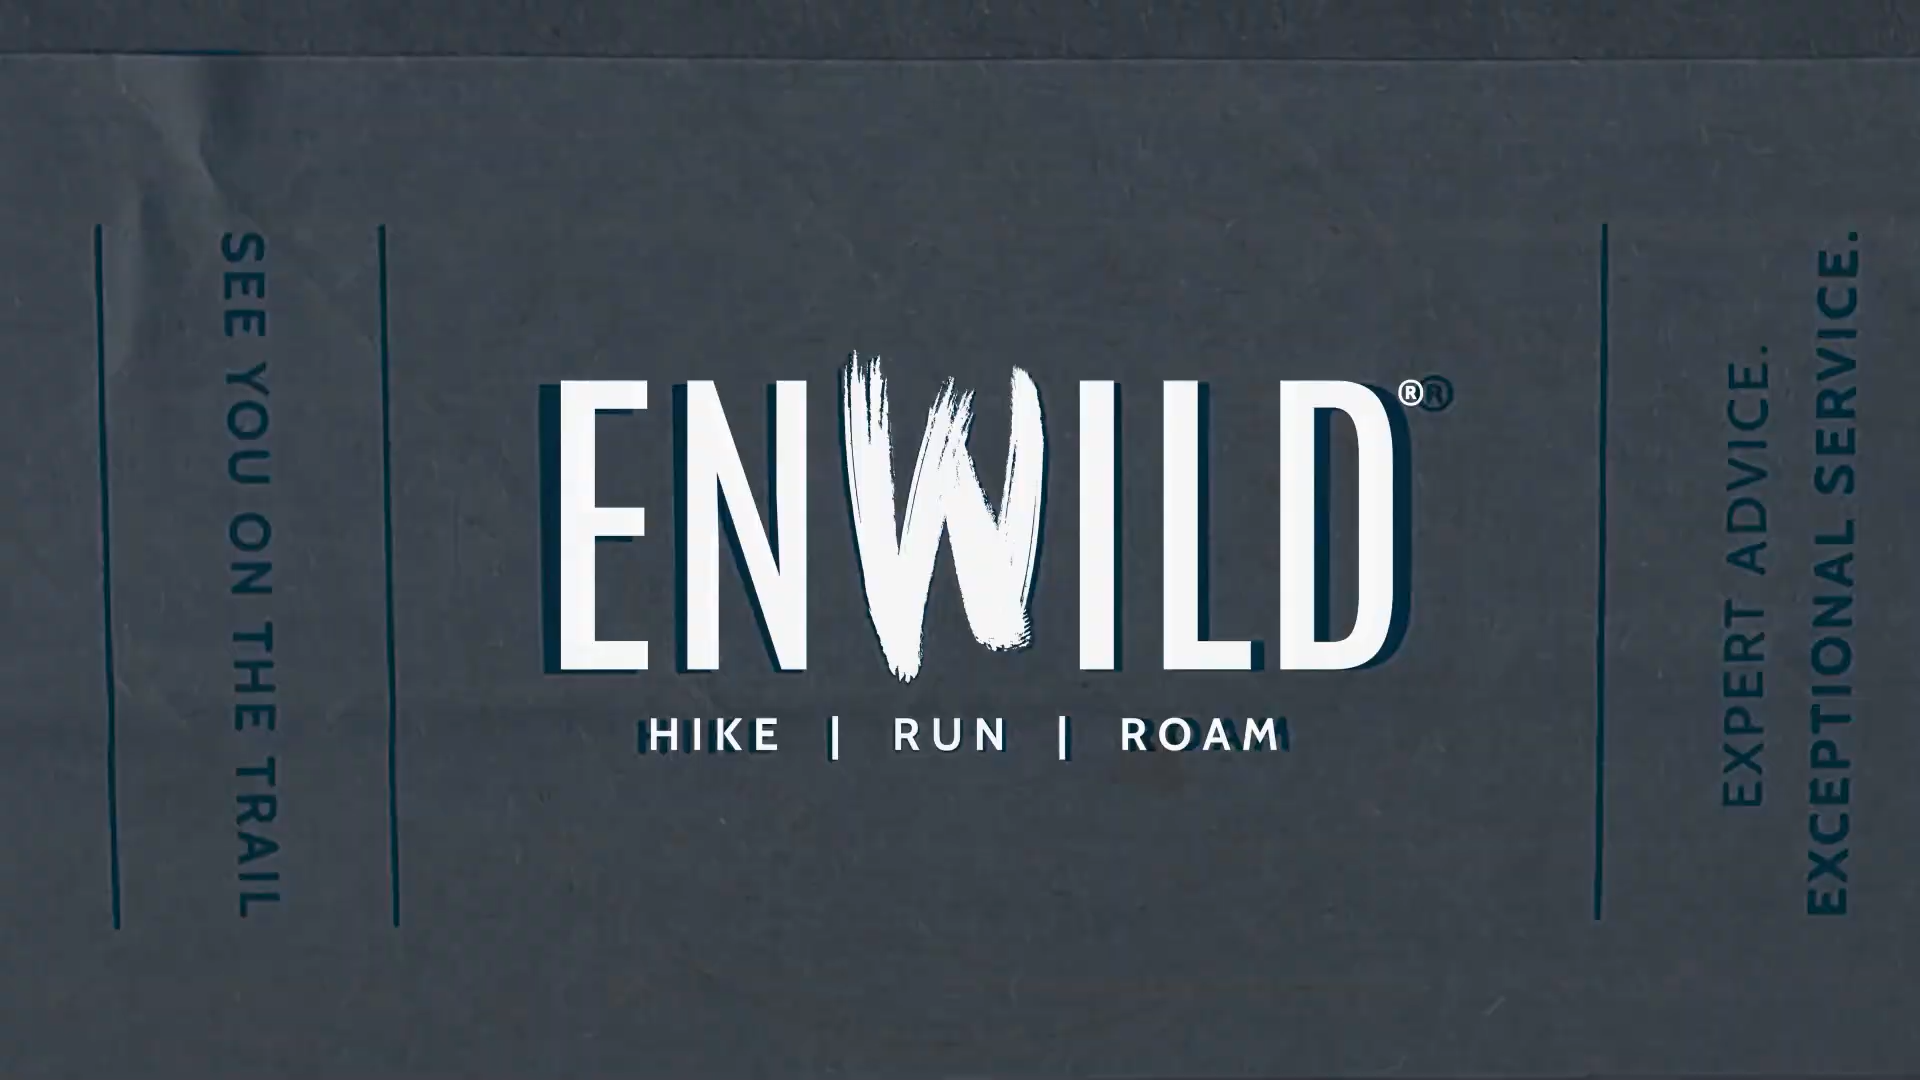 SEE YOU ON THE TRAIL
ENWILD®
HIKE | RUN | ROAM
EXPERT ADVICE.
EXCEPTIONAL SERVICE.